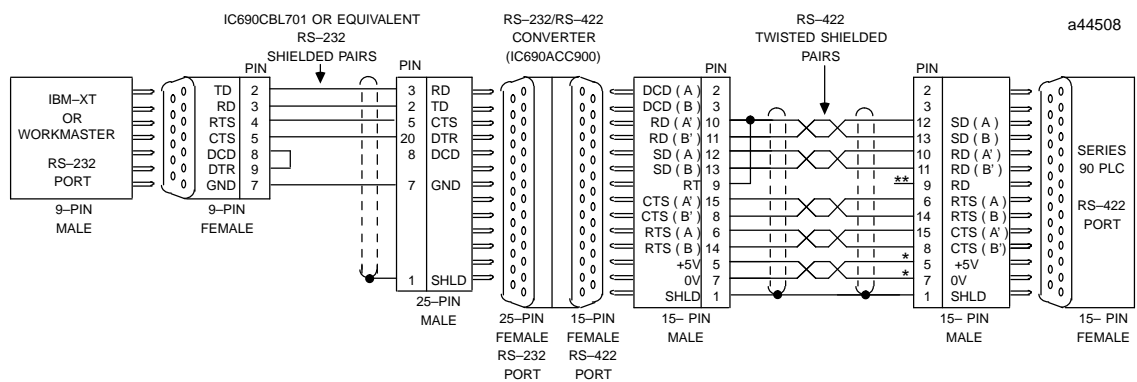 IC690CBL701 OR EQUIVALENT
RS–232
SHIELDED PAIRS
RS–232/RS–422
CONVERTER
(IC690ACC900)
RS–422
TWISTED SHIELDED
PAIRS
a44508
IBM–XT
OR
WORKMASTER
RS–232
PORT
9–PIN
MALE
PIN
TD 2
RD 3
RTS 4
CTS 5
DCD 8
DTR 9
GND 7
9–PIN
FEMALE
PIN
3 RD
2 TD
5 CTS
20 DTR
8 DCD
7 GND
1 SHLD
25–PIN
MALE
25–PIN
FEMALE
RS–232
PORT
15–PIN
FEMALE
RS–422
PORT
PIN
DCD ( A ) 2
DCD ( B ) 3
RD ( A' ) 10
RD ( B' ) 11
SD ( A ) 12
SD ( B ) 13
RT 9
CTS ( A' ) 15
CTS ( B' ) 8
RTS ( A ) 6
RTS ( B ) 14
+5V 5
0V 7
SHLD 1
15– PIN
MALE
**
*
*
PIN
2
3
12 SD ( A )
13 SD ( B )
10 RD ( A' )
11 RD ( B' )
9 RD
6 RTS ( A )
14 RTS ( B )
15 CTS ( A' )
8 CTS ( B' )
5 +5V
7 0V
1 SHLD
15– PIN
MALE
SERIES
90 PLC
RS–422
PORT
15– PIN
FEMALE